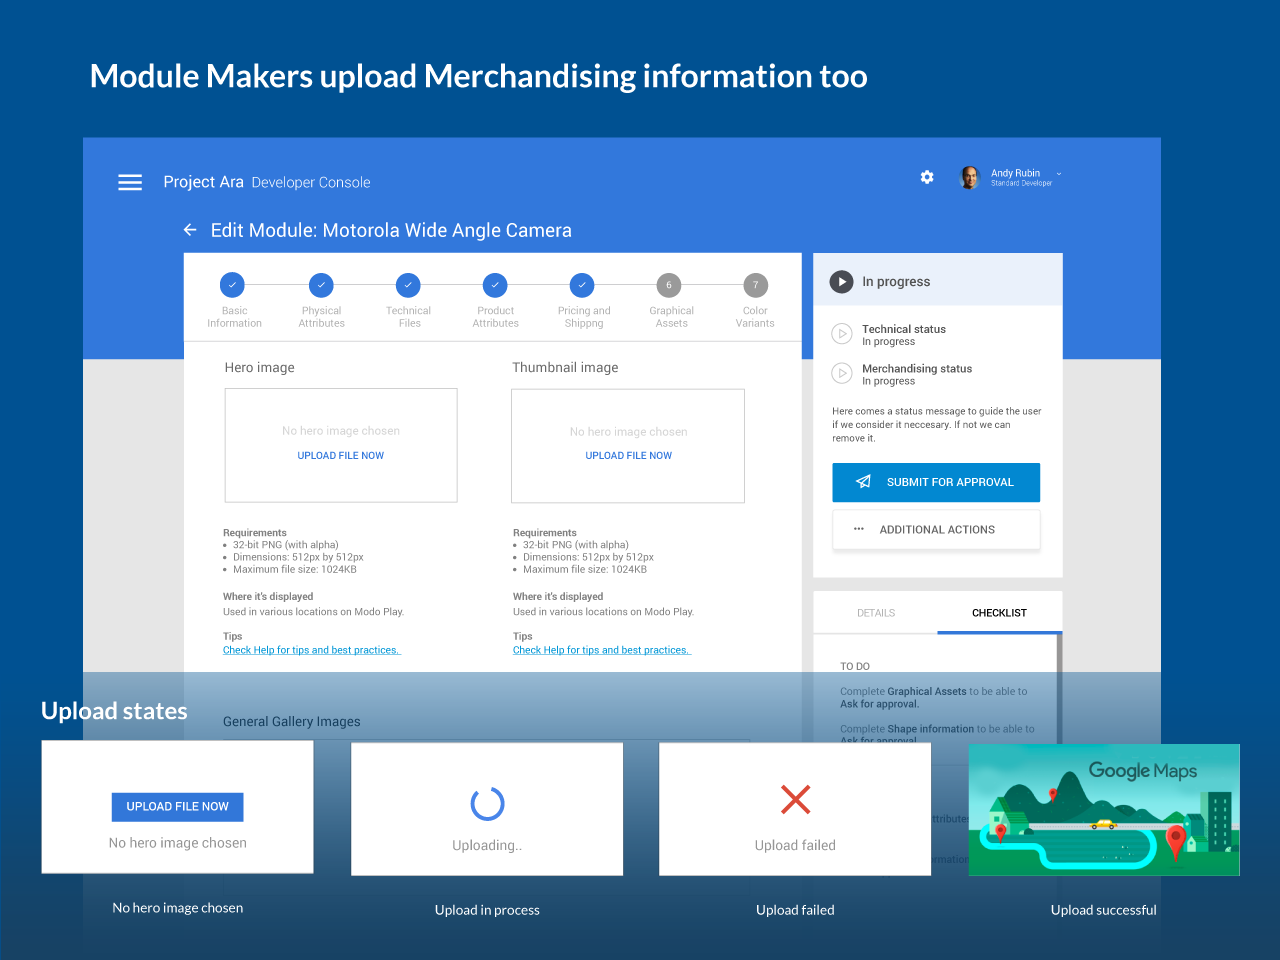 Module Makers upload Merchandising information too
Project Ara Developer Console
Andy Rubin
Standard Developer
Edit Module: Motorola Wide Angle Camera
6
7
Basic
Information
Physical
Attributes
Technical
Files
Product
Attributes
Pricing and
Shippng
Graphical
Assets
Color
Variants
In progress
Technical status
In progress
Merchandising status
In progress
Here comes a status message to guide the user
if we consider it neccesary. If not we can
remove it.
SUBMIT FOR APPROVAL
ADDITIONAL ACTIONS
Hero image
No hero image chosen
UPLOAD FILE NOW
Requirements
• 32-bit PNG (with alpha)
• Dimensions: 512px by 512px
• Maximum file size: 1024KB
Where it's displayed
Used in various locations on Modo Play.
Tips
Check Help for tips and best practices.
Thumbnail image
No hero image chosen
UPLOAD FILE NOW
Requirements
• 32-bit PNG (with alpha)
• Dimensions: 512px by 512px
• Maximum file size: 1024KB
Where it's displayed
Used in various locations on Modo Play.
Tips
Check Help for tips and best practices.
DETAILS
CHECKLIST
TO DO
Complete Graphical Assets to be able to
Ask for approval.
Complete Shape information to be able to
Ask for approval
General Gallery Images
Upload states
UPLOAD FILE NOW
No hero image chosen
No hero image chosen
Uploading..
Upload in process
Upload failed
Upload failed
Google Maps
Upload successful